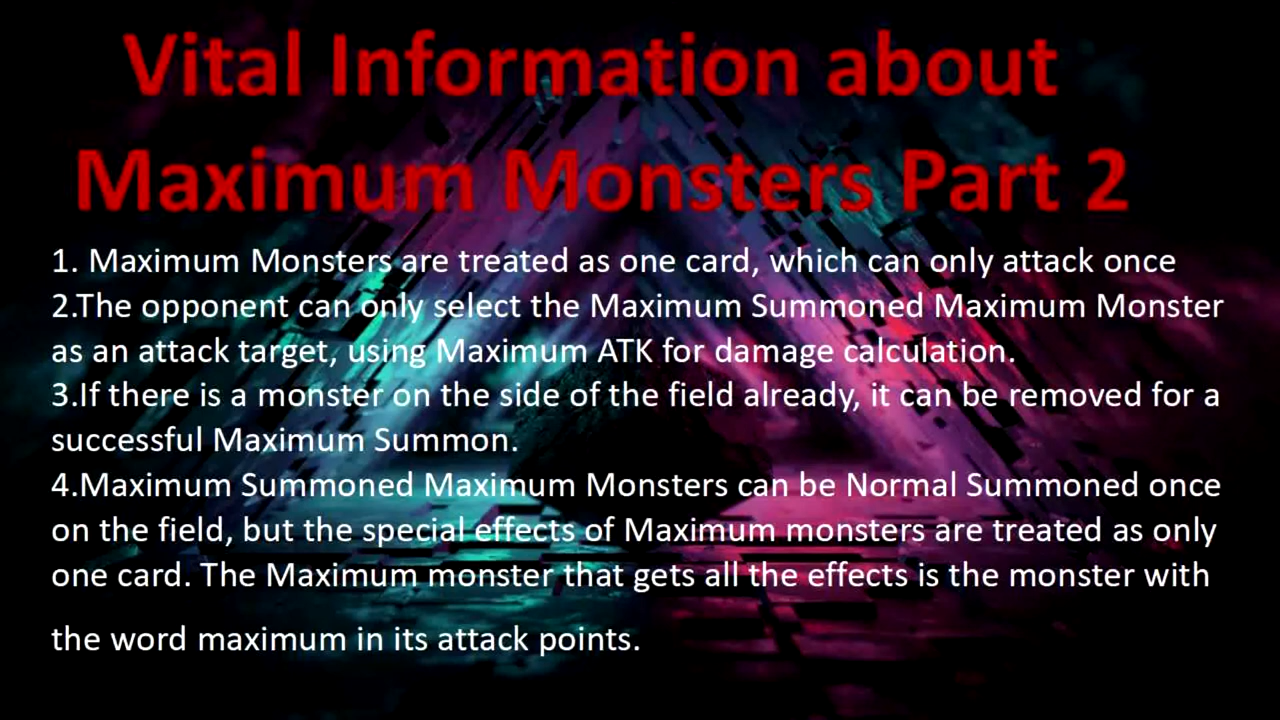 Vital Information about
Maximum Monsters Part 2
1. Maximum Monsters are treated as one card, which can only attack once
2.The opponent can only select the Maximum Summoned Maximum Monster
as an attack target, using Maximum ATK for damage calculation.
3.If there is a monster on the side of the field already, it can be removed for a
successful Maximum Summon.
4.Maximum Summoned Maximum Monsters can be Normal Summoned once
on the field, but the special effects of Maximum monsters are treated as only
one card. The Maximum monster that gets all the effects is the monster with
the word maximum in its attack points.